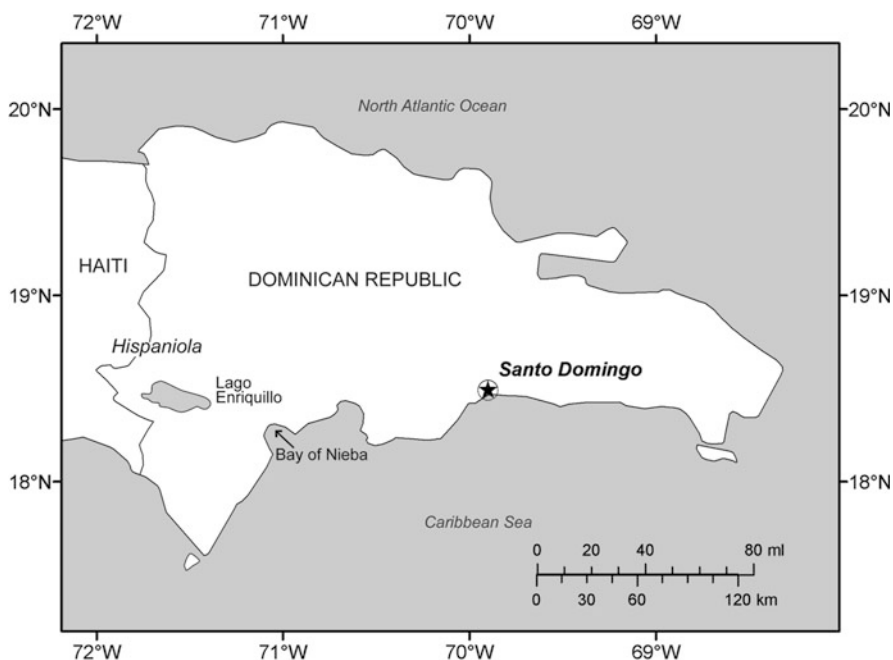 72°W 71°W 70°W 69°W
20°N 20°N
North Atlantic Ocean
HAITI
DOMINICAN REPUBLIC
19°N 19°N
Hispaniola
Santo Domingo
Lago
Enriquillo
Bay of Nieba
18°N 18°N
Caribbean Sea
0 20 40 80 ml
0 30 60 120 km
72°W 71°W 70°W 69°W